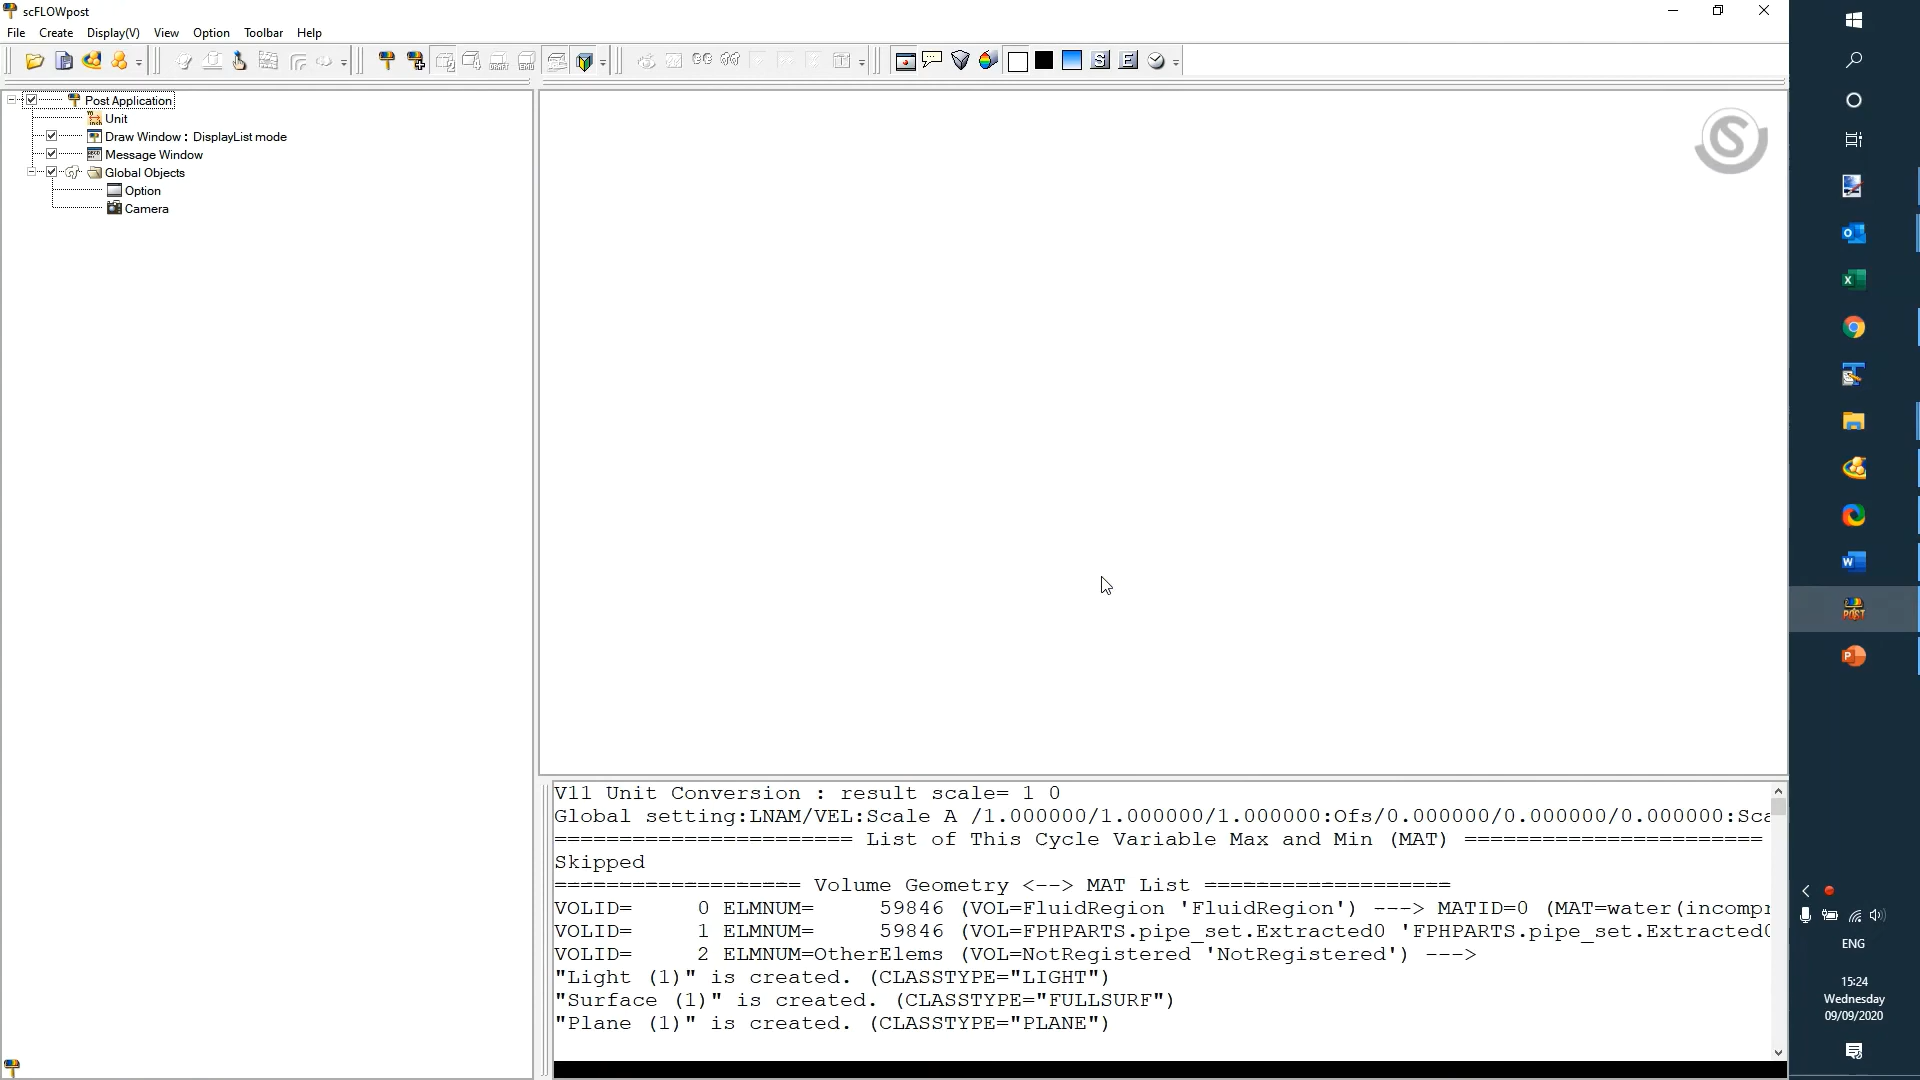 scFLOWpost
File Create Display(V) View Option Toolbar Help
Post Application
Unit
Draw Window : DisplayList mode
Message Window
Global Objects
Option
Camera
V11 Unit Conversion : result scale= 1 0
Global setting:LNAM/VEL:Scale A /1.000000/1.000000/1.000000:Ofs/0.000000/0.000000/0.000000:Sca
======================= List of This Cycle Variable Max and Min (MAT) =======================
Skipped
=================== Volume Geometry <--> MAT List ===================
VOLID= 0 ELMNUM= 59846 (VOL=FluidRegion 'FluidRegion') ---> MATID=0 (MAT=water(incomp
VOLID= 1 ELMNUM= 59846 (VOL=FPHPARTS.pipe_set.Extracted0 'FPHPARTS.pipe_set.Extracted
VOLID= 2 ELMNUM=OtherElems (VOL=NotRegistered 'NotRegistered') --->
"Light (1)" is created. (CLASSTYPE="LIGHT")
"Surface (1)" is created. (CLASSTYPE="FULLSURF")
"Plane (1)" is created. (CLASSTYPE="PLANE")
ENG
15:24
Wednesday
09/09/2020